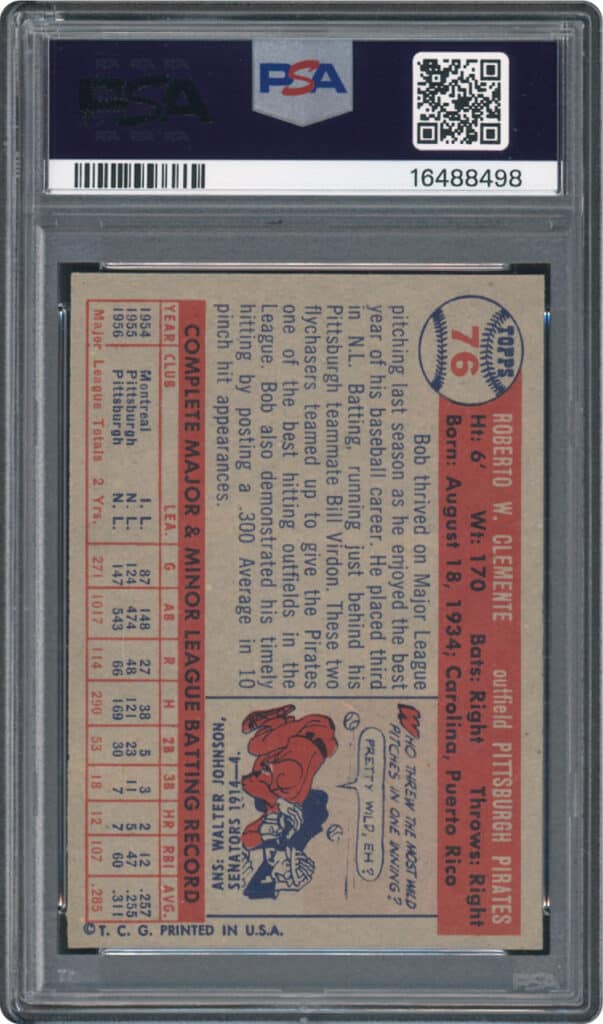 PSA
PSA
16488498
TOPPS
76
ROBERTO W. CLEMENTE outfield PITTSBURGH PIRATES
Ht: 6' Wt: 170 Bats: Right Throws: Right
Born: August 18, 1934; Carolina, Puerto Rico
Bob thrived on Major League
pitching last season as he enjoyed the best
year of his baseball career. He placed third
in N.L. Batting, running just behind his
Pittsburgh teammate Bill Virdon. These two
flychasers teamed up to give the Pirates
one of the best hitting outfields in the
League. Bob also demonstrated his timely
hitting by posting a .300 Average in 10
pinch hit appearances.
WHO THREW THE MOST WILD
PITCHES IN ONE INNING?
PRETTY WILD, EH?
ANS: WALTER JOHNSON,
SENATORS 1914—4.
COMPLETE MAJOR & MINOR LEAGUE BATTING RECORD
YEAR CLUB LEA. G AB R H 2B 3B HR RBI AVG.
1954 Montreal I. L. 87 148 27 38 5 3 2 12 .257
1955 Pittsburgh N. L. 124 474 48 121 23 11 5 47 .255
1956 Pittsburgh N. L. 147 543 66 169 30 7 7 60 .311
Major League Totals 2 Yrs. 271 1017 114 290 53 18 12 107 .285
© T. C. G. PRINTED IN U.S.A.